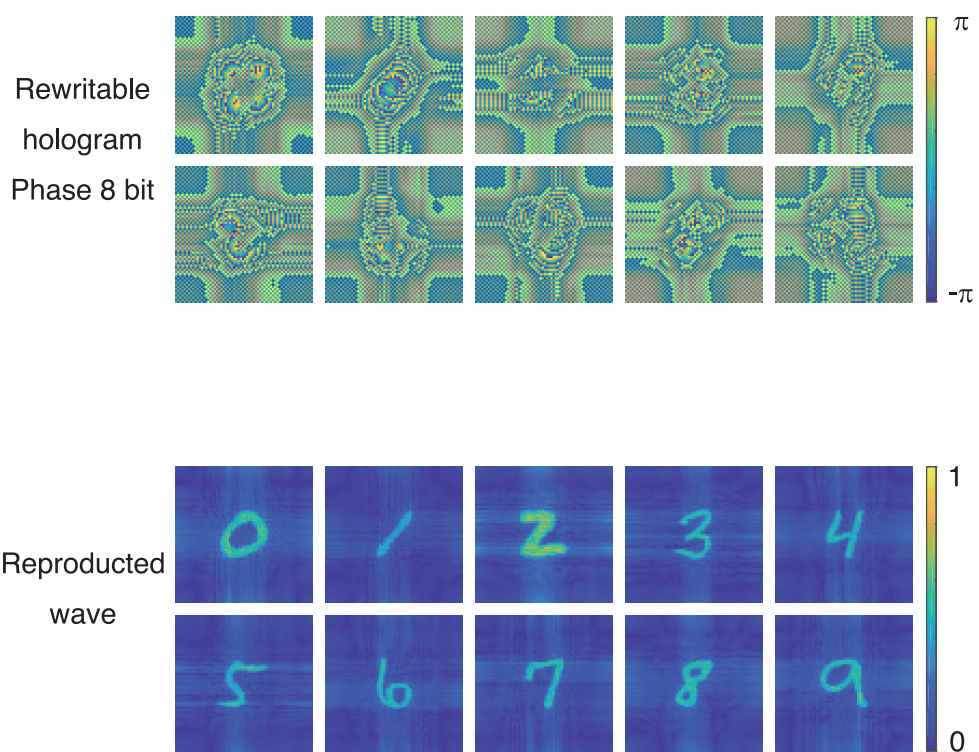 π
Rewritable
hologram
Phase 8 bit
-π
1
0 1 2 3 4
Reproducted
wave
5 6 7 8 9
0